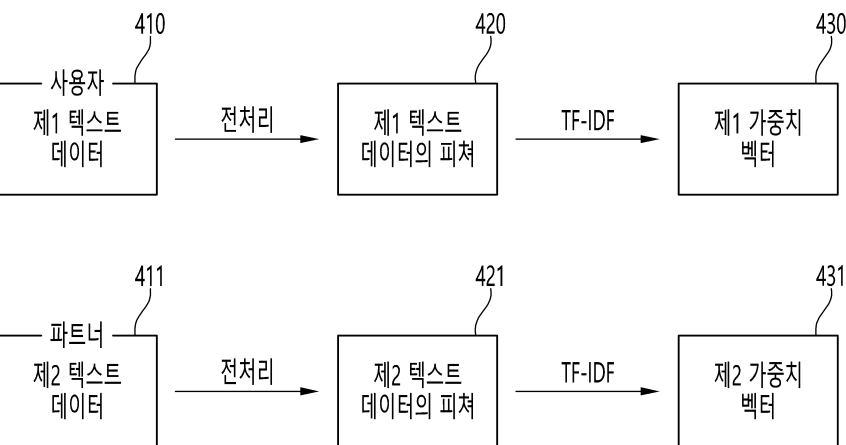 410
420
430
사용자
제1 텍스트
데이터
전처리
제1 텍스트
데이터의 피쳐
TF-IDF
제1 가중치
벡터
411
421
431
파트너
제2 텍스트
데이터
전처리
제2 텍스트
데이터의 피쳐
TF-IDF
제2 가중치
벡터